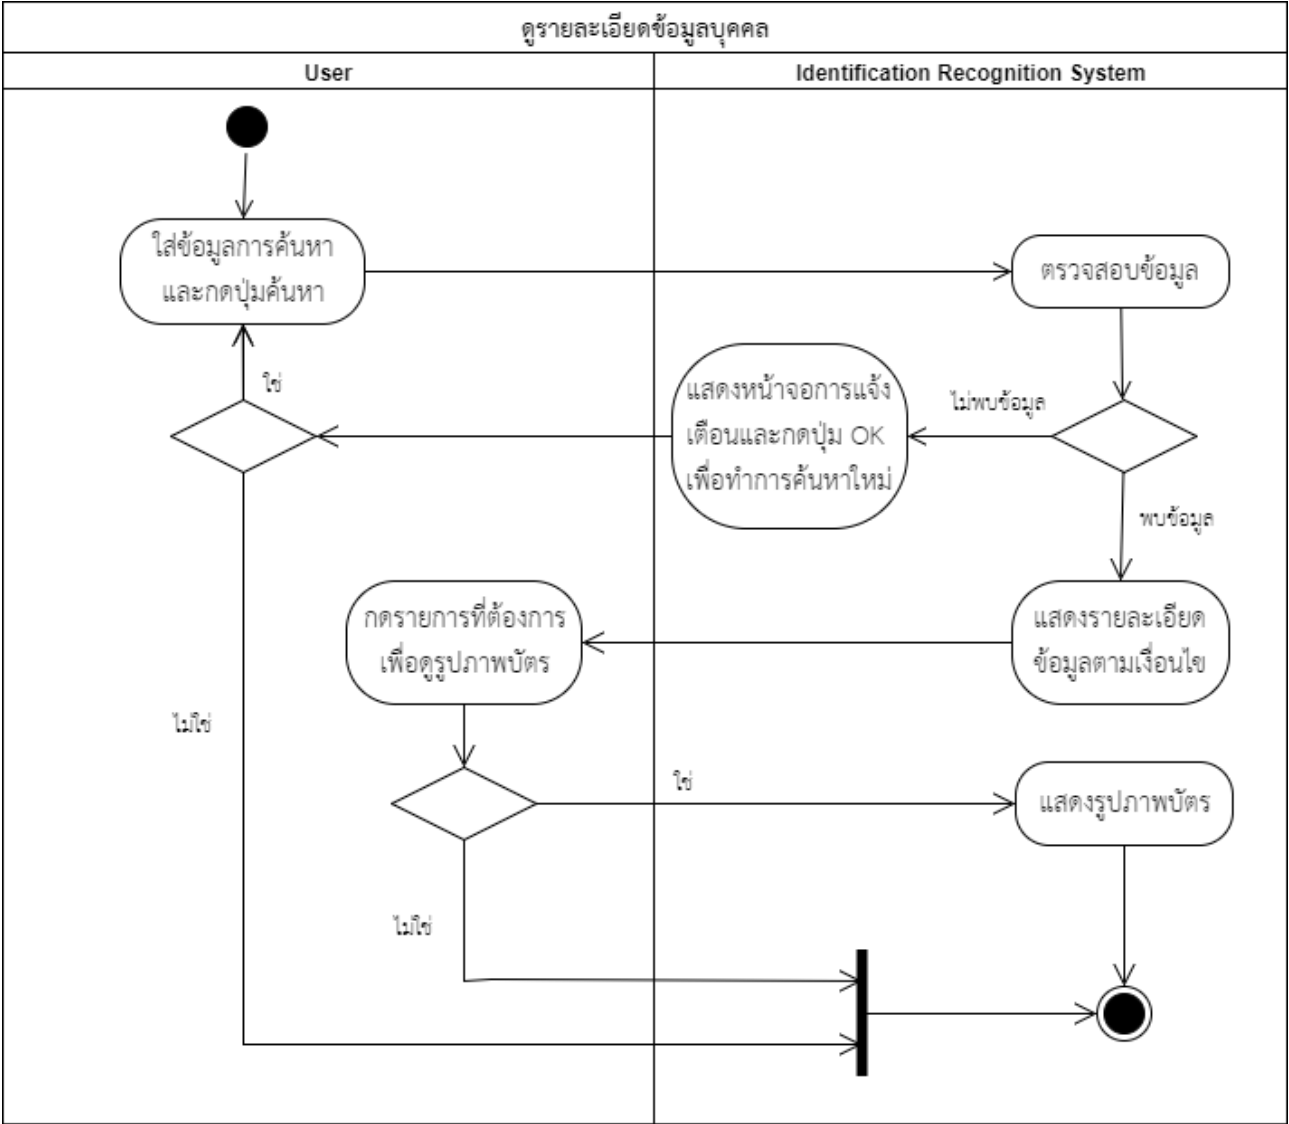 ดูรายละเอียดข้อมูลบุคคล
User
Identification Recognition System
ใส่ข้อมูลการค้นหา
และกดปุ่มค้นหา
ตรวจสอบข้อมูล
ใช่
แสดงหน้าจอการแจ้ง
เตือนและกดปุ่ม OK
เพื่อทำการค้นหาใหม่
ไม่พบข้อมูล
พบข้อมูล
กดรายการที่ต้องการ
เพื่อดูรูปภาพบัตร
แสดงรายละเอียด
ข้อมูลตามเงื่อนไข
ไม่ใช่
ใช่
แสดงรูปภาพบัตร
ไม่ใช่